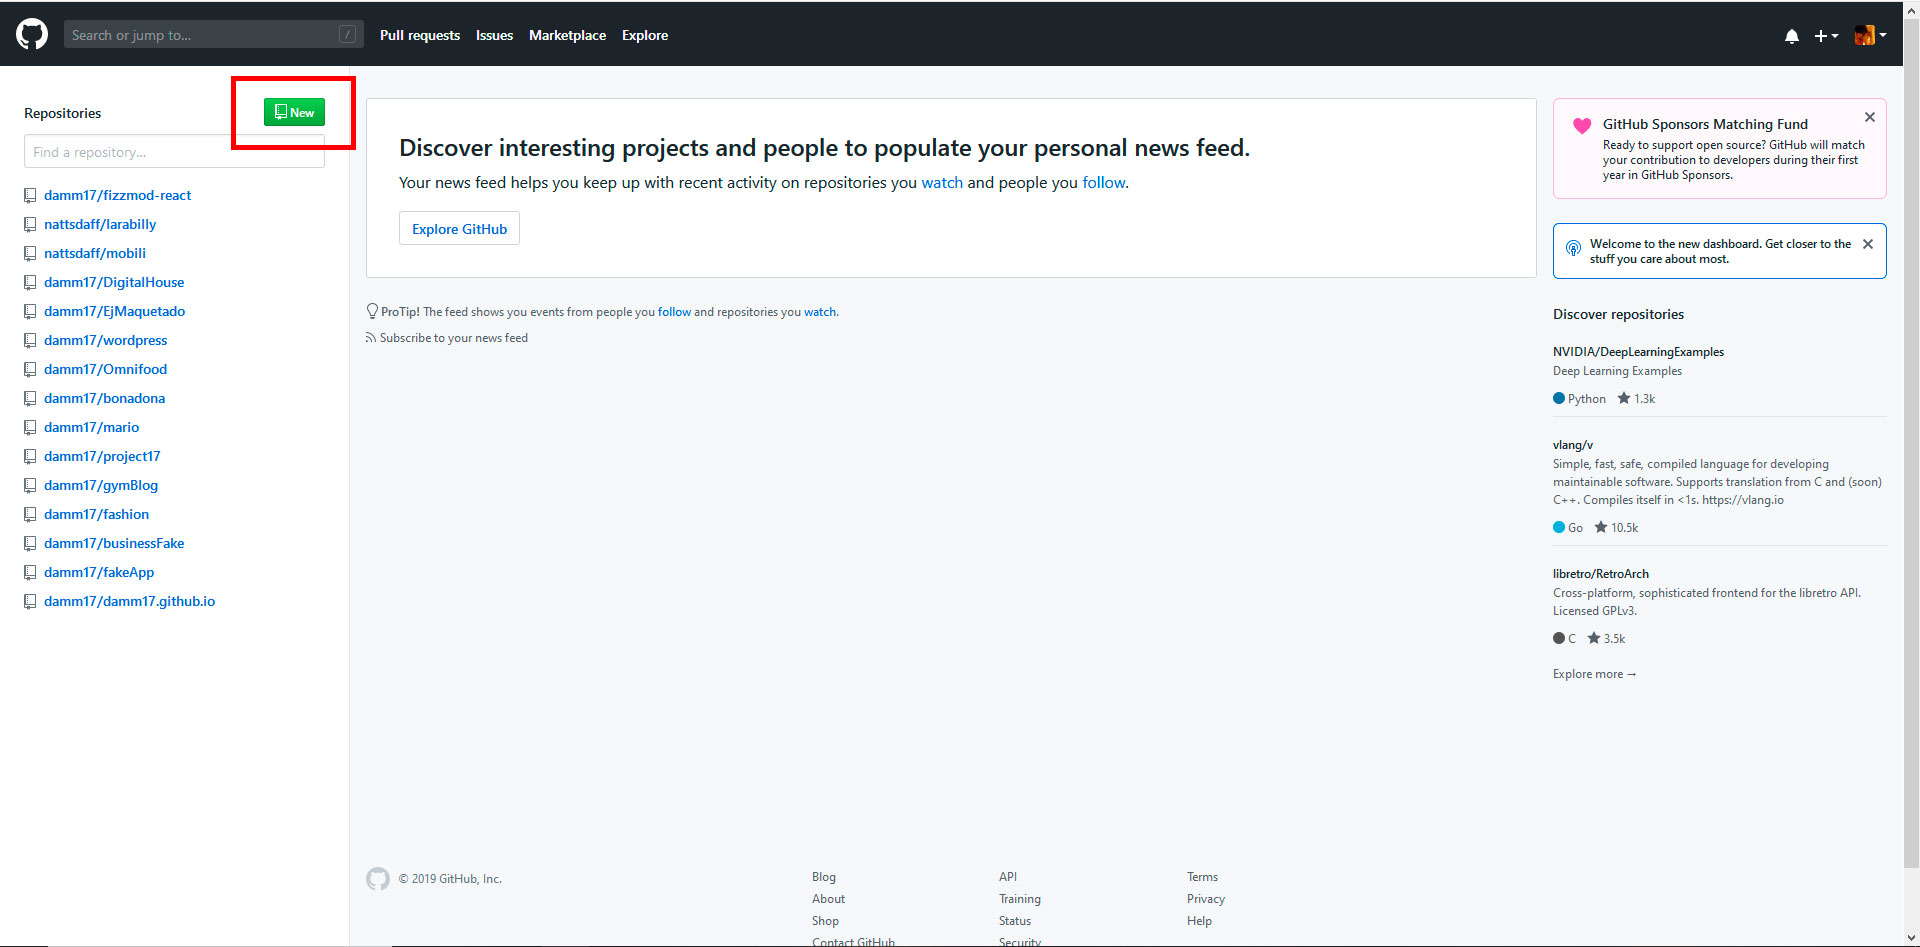 Search or jump to...
/
Pull requests
Issues
Marketplace
Explore
Repositories
New
Find a repository...
damm17/fizzmod-react
nattsdaff/larabilly
nattsdaff/mobili
damm17/DigitalHouse
damm17/EjMaquetado
damm17/wordpress
damm17/Omnifood
damm17/bonadona
damm17/mario
damm17/project17
damm17/gymBlog
damm17/fashion
damm17/businessFake
damm17/fakeApp
damm17/damm17.github.io
Discover interesting projects and people to populate your personal news feed.
Your news feed helps you keep up with recent activity on repositories you watch and people you follow.
Explore GitHub
ProTip! The feed shows you events from people you follow and repositories you watch.
Subscribe to your news feed
GitHub Sponsors Matching Fund
Ready to support open source? GitHub will match
your contribution to developers during their first
year in GitHub Sponsors.
Welcome to the new dashboard. Get closer to the
stuff you care about most.
Discover repositories
NVIDIA/DeepLearningExamples
Deep Learning Examples
Python 1.3k
vlang/v
Simple, fast, safe, compiled language for developing
maintainable software. Supports translation from C and (soon)
C++. Compiles itself in <1s. https://vlang.io
Go 10.5k
libretro/RetroArch
Cross-platform, sophisticated frontend for the libretro API.
Licensed GPLv3.
C 3.5k
Explore more →
© 2019 GitHub, Inc.
Blog
About
Shop
Contact GitHub
API
Training
Status
Security
Terms
Privacy
Help